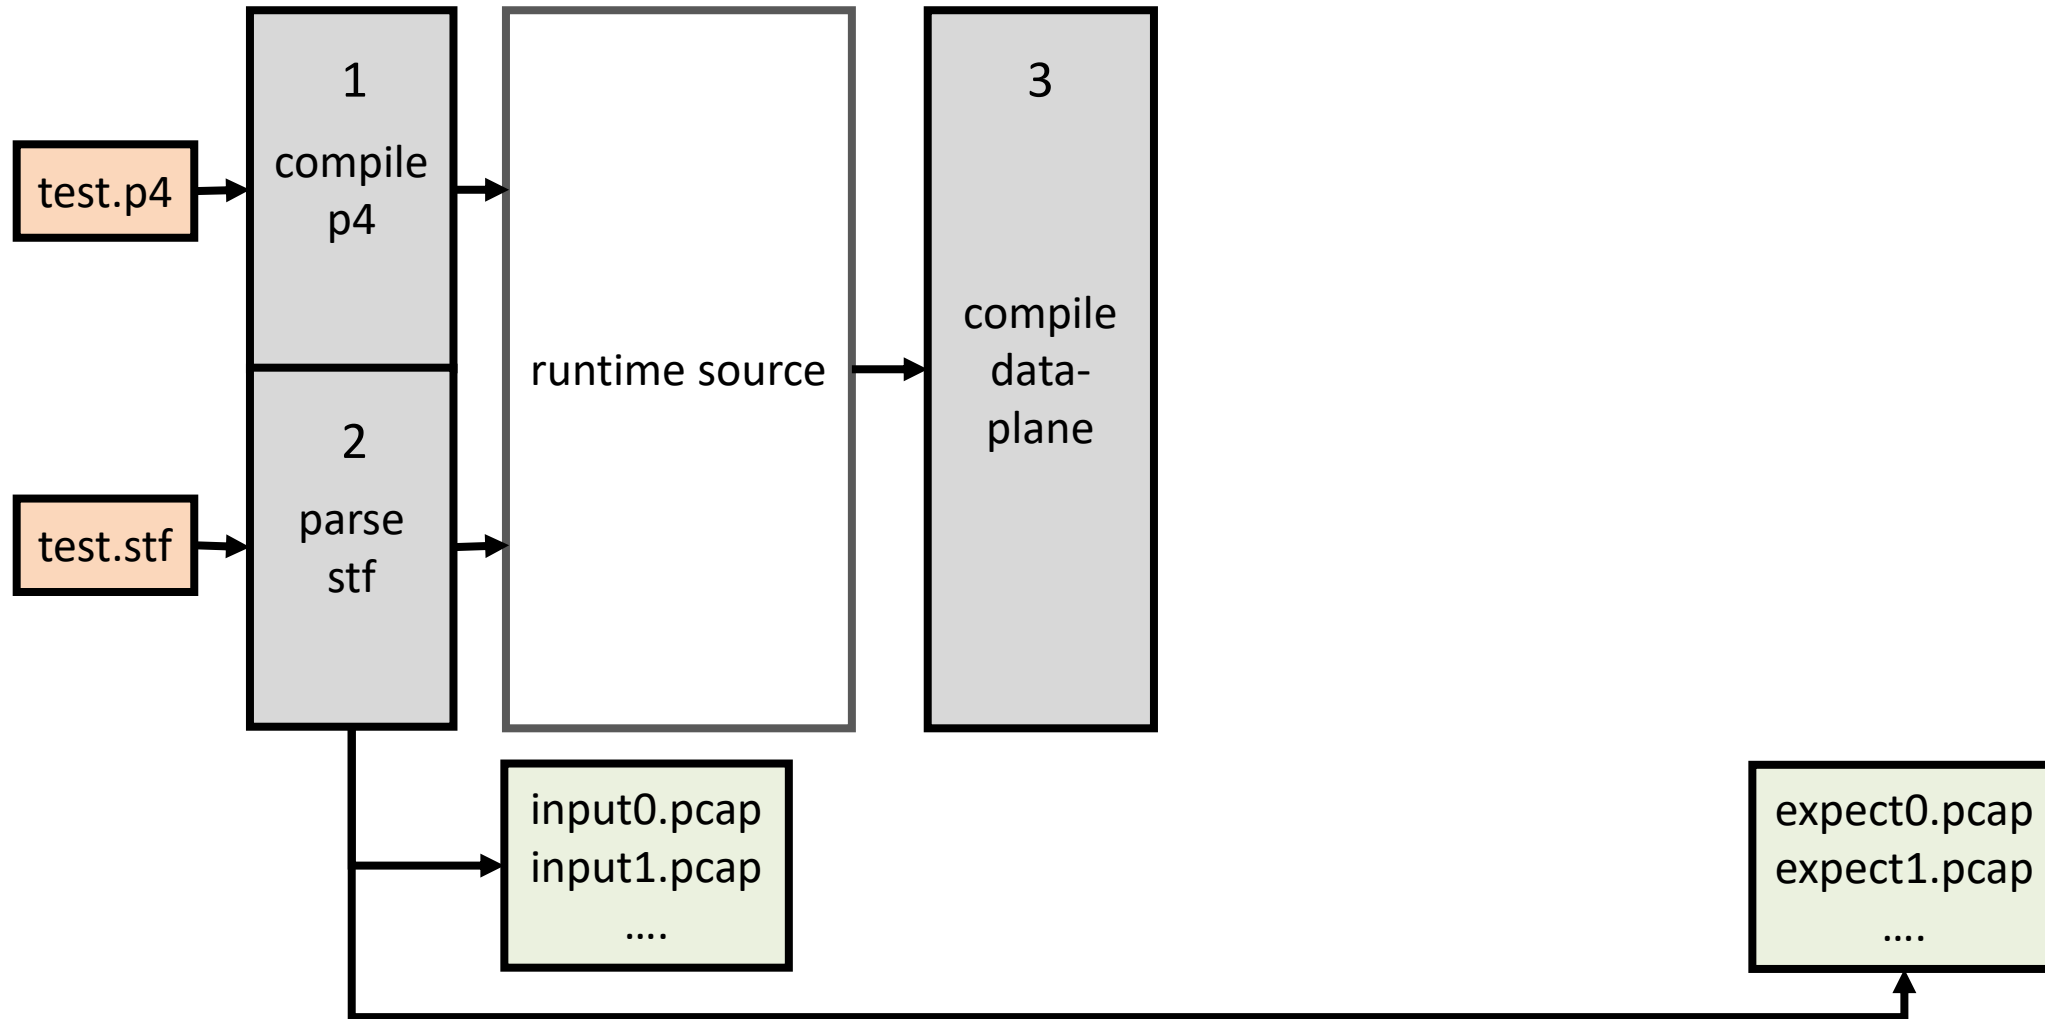 test.p4
test.stf
1
compile
p4
2
parse
stf
runtime source
3
compile
data-
plane
input0.pcap
input1.pcap
....
expect0.pcap
expect1.pcap
....